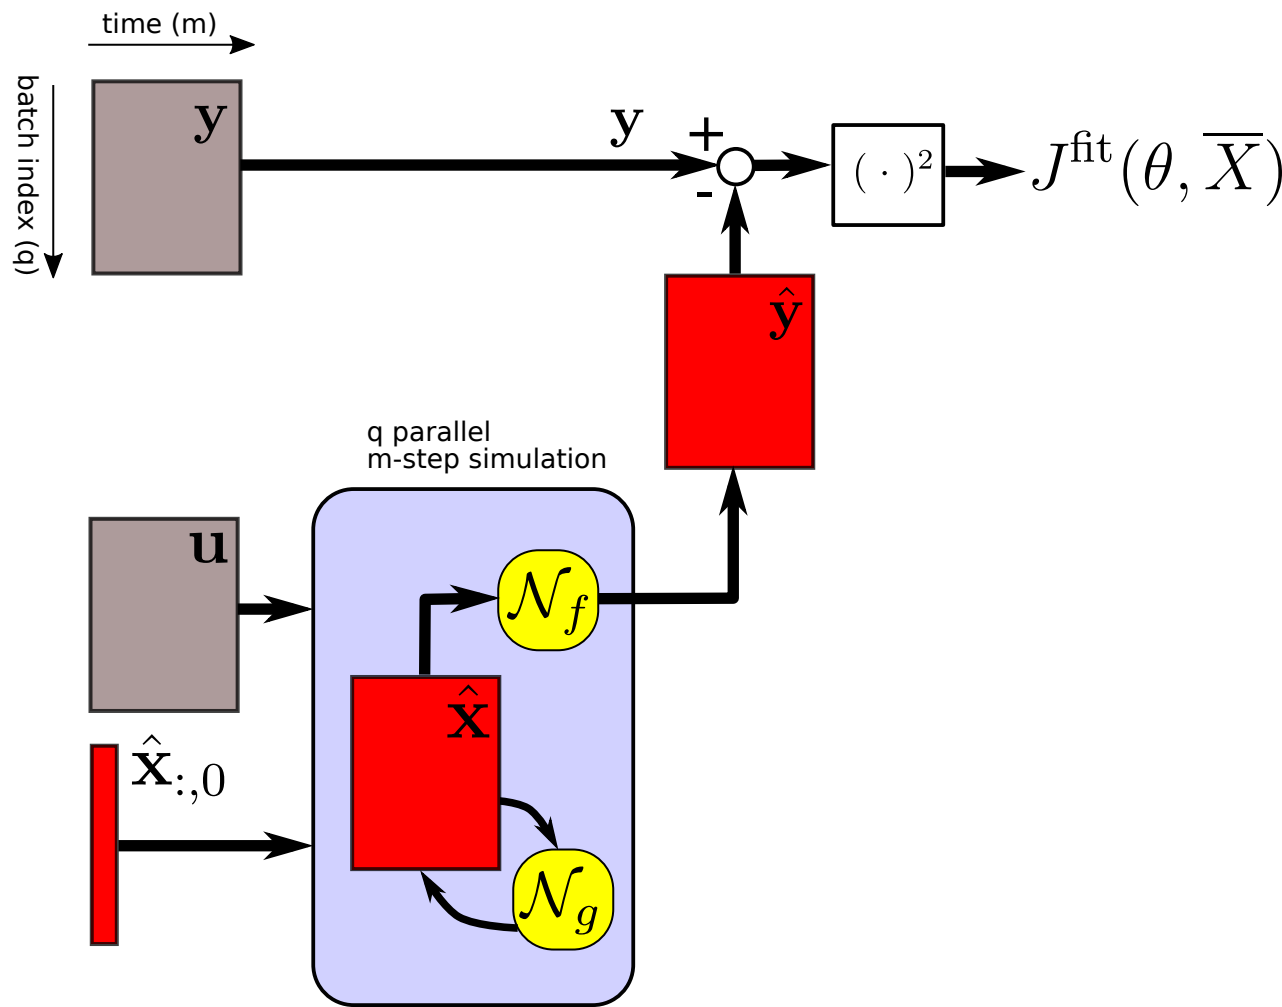 time (m)
batch index (q)
y
y
+
-
( · )²
J^fit(θ, X̅)
ŷ
q parallel
m-step simulation
u
𝒩_f
x̂
x̂_:,0
𝒩_g